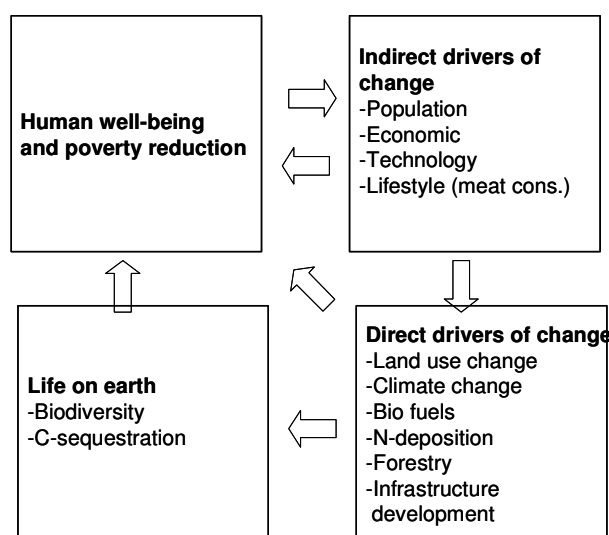 Human well-being
and poverty reduction
Indirect drivers of
change
-Population
-Economic
-Technology
-Lifestyle (meat cons.)
Life on earth
-Biodiversity
-C-sequestration
Direct drivers of change
-Land use change
-Climate change
-Bio fuels
-N-deposition
-Forestry
-Infrastructure
development